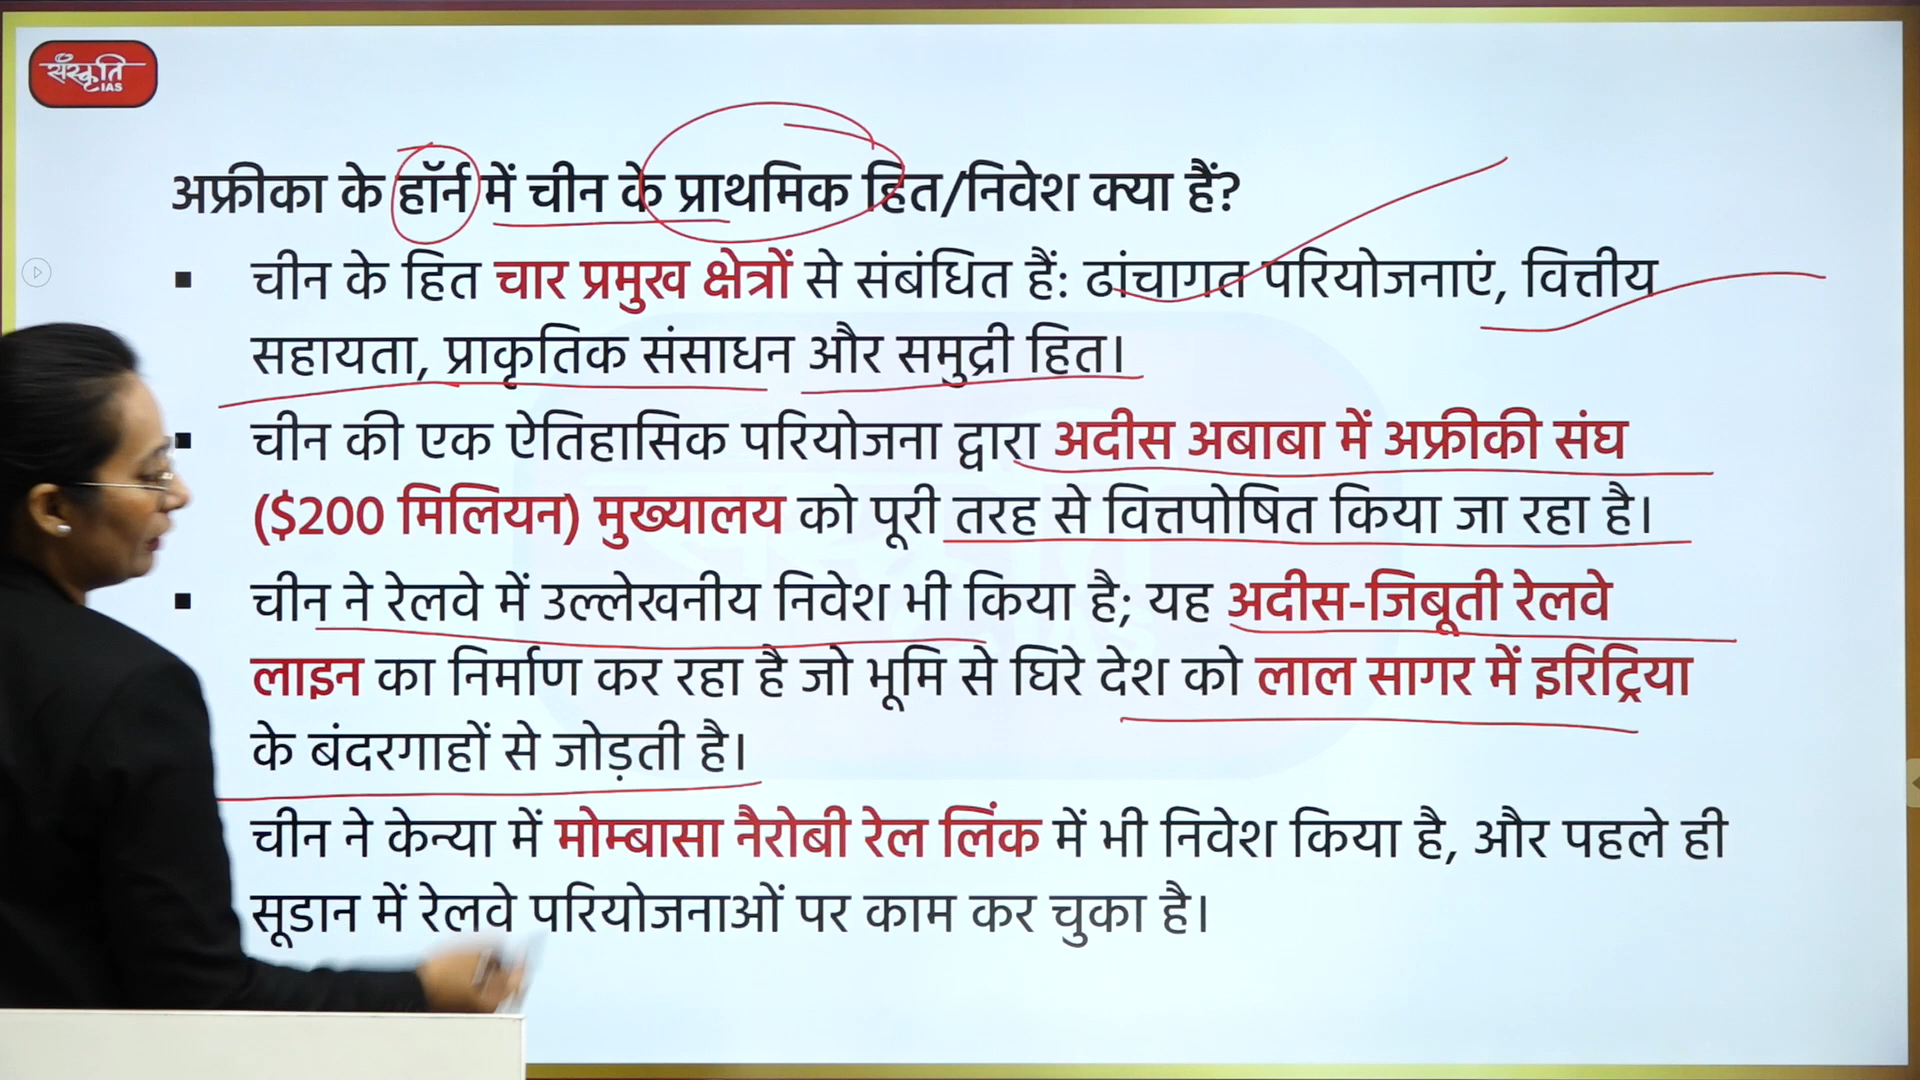 संस्कृति
IAS
अफ्रीका के हॉर्न में चीन के प्राथमिक हित/निवेश क्या हैं?
▪ चीन के हित चार प्रमुख क्षेत्रों से संबंधित हैं: ढांचागत परियोजनाएं, वित्तीय
सहायता, प्राकृतिक संसाधन और समुद्री हित।
▪ चीन की एक ऐतिहासिक परियोजना द्वारा अदीस अबाबा में अफ्रीकी संघ
($200 मिलियन) मुख्यालय को पूरी तरह से वित्तपोषित किया जा रहा है।
▪ चीन ने रेलवे में उल्लेखनीय निवेश भी किया है; यह अदीस-जिबूती रेलवे
लाइन का निर्माण कर रहा है जो भूमि से घिरे देश को लाल सागर में इरिट्रिया
के बंदरगाहों से जोड़ती है।
चीन ने केन्या में मोम्बासा नैरोबी रेल लिंक में भी निवेश किया है, और पहले ही
सूडान में रेलवे परियोजनाओं पर काम कर चुका है।